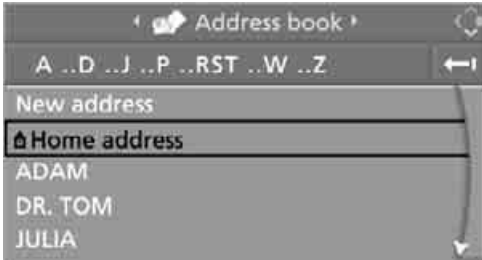 Address book
A ..D ..J ..P ..RST ..W ..Z
New address
Home address
ADAM
DR. TOM
JULIA